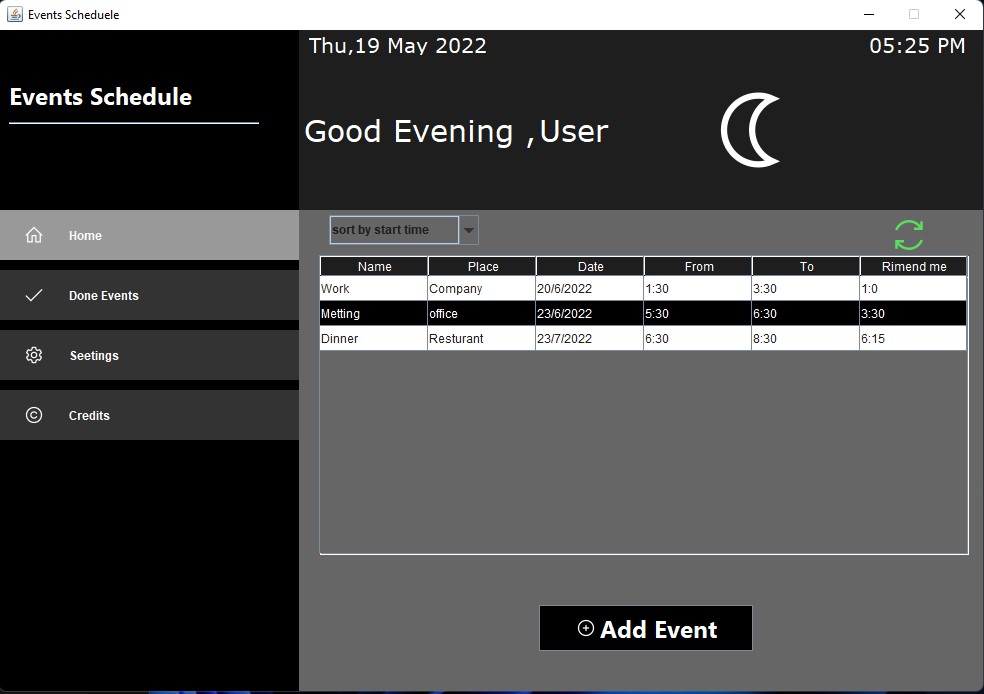 Events Scheduele
Thu,19 May 2022
05:25 PM
Events Schedule
Good Evening ,User
Home
Done Events
Seetings
Credits
sort by start time
Name Place Date From To Rimend me
Work Company 20/6/2022 1:30 3:30 1:0
Metting office 23/6/2022 5:30 6:30 3:30
Dinner Resturant 23/7/2022 6:30 8:30 6:15
Add Event